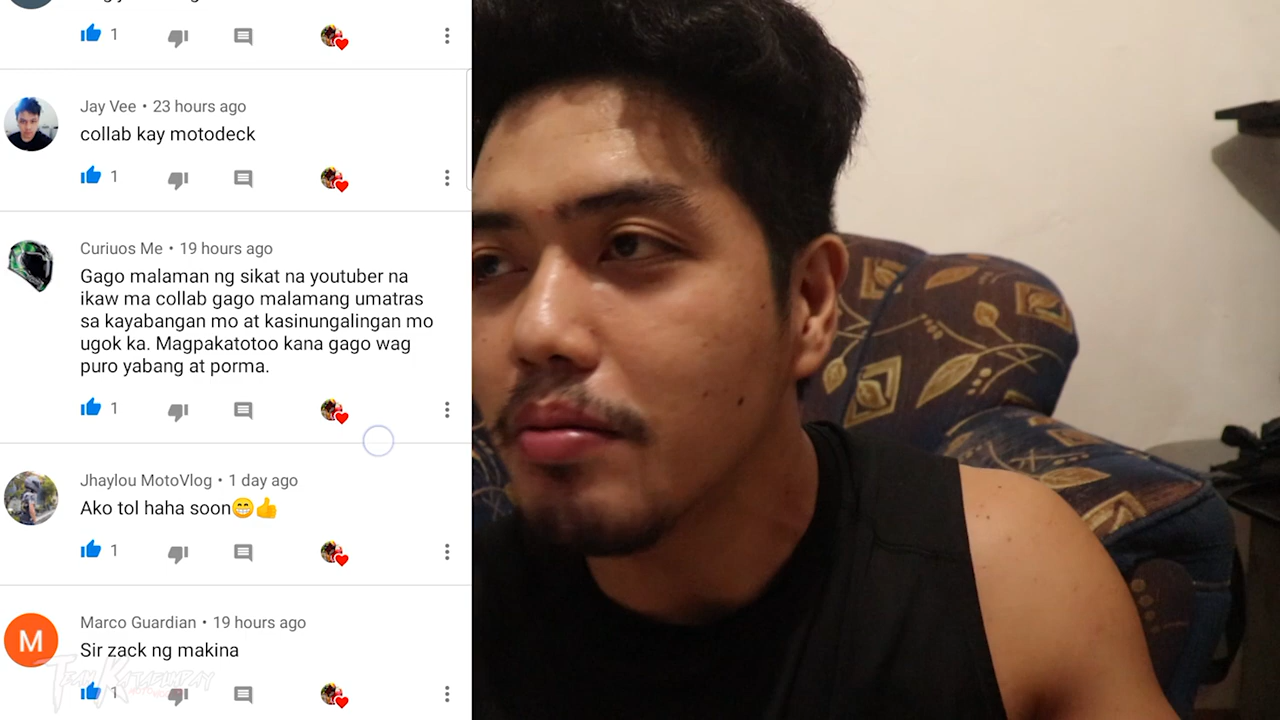 1
Jay Vee • 23 hours ago
collab kay motodeck
1
Curiuos Me • 19 hours ago
Gago malaman ng sikat na youtuber na
ikaw ma collab gago malamang umatras
sa kayabangan mo at kasinungalingan mo
ugok ka. Magpakatotoo kana gago wag
puro yabang at porma.
1
Jhaylou MotoVlog • 1 day ago
Ako tol haha soon😁👍
1
M
Marco Guardian • 19 hours ago
Sir zack ng makina
1